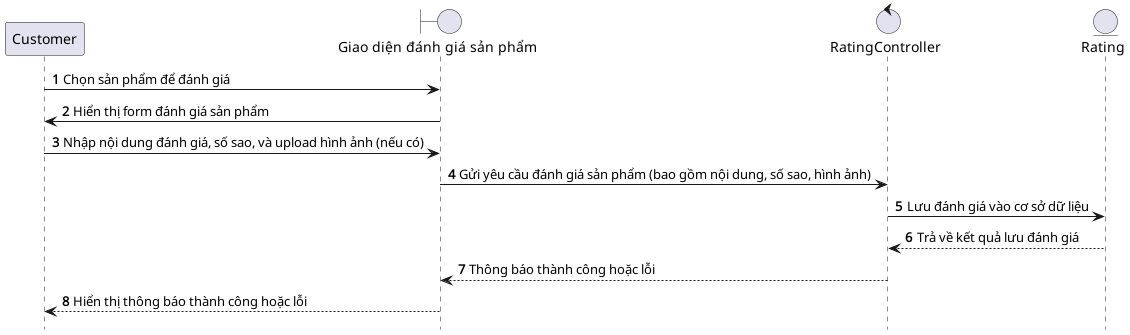 Customer
Giao diện đánh giá sản phẩm
RatingController
Rating
1 Chọn sản phẩm để đánh giá
2 Hiển thị form đánh giá sản phẩm
3 Nhập nội dung đánh giá, số sao, và upload hình ảnh (nếu có)
4 Gửi yêu cầu đánh giá sản phẩm (bao gồm nội dung, số sao, hình ảnh)
5 Lưu đánh giá vào cơ sở dữ liệu
6 Trả về kết quả lưu đánh giá
7 Thông báo thành công hoặc lỗi
8 Hiển thị thông báo thành công hoặc lỗi